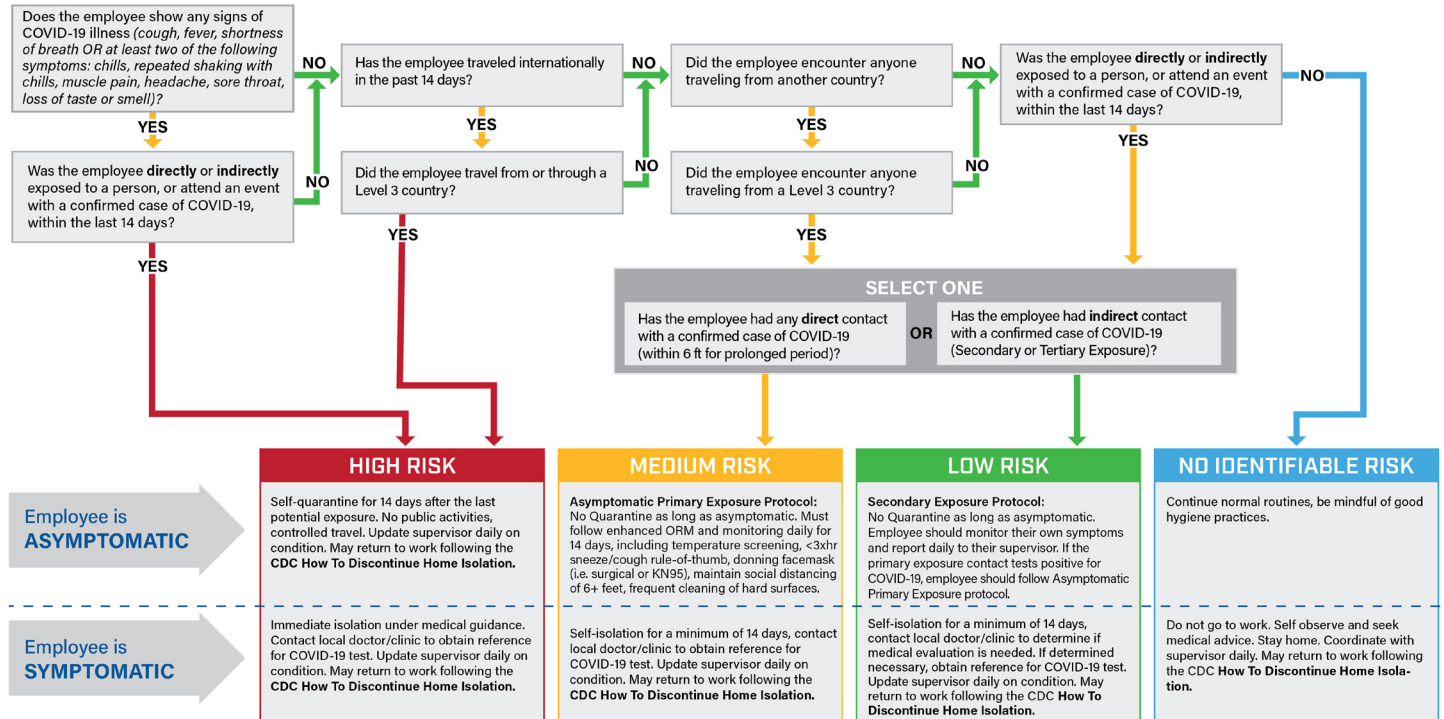 Does the employee show any signs of
COVID-19 illness (cough, fever, shortness
of breath OR at least two of the following
symptoms: chills, repeated shaking with
chills, muscle pain, headache, sore throat,
loss of taste or smell)?
NO
YES
Was the employee directly or indirectly
exposed to a person, or attend an event
with a confirmed case of COVID-19,
within the last 14 days?
NO
YES
Has the employee traveled internationally
in the past 14 days?
NO
YES
Did the employee travel from or through a
Level 3 country?
NO
YES
Did the employee encounter anyone
traveling from another country?
NO
YES
Did the employee encounter anyone
traveling from a Level 3 country?
NO
YES
Was the employee directly or indirectly
exposed to a person, or attend an event
with a confirmed case of COVID-19,
within the last 14 days?
NO
YES
SELECT ONE
Has the employee had any direct contact
with a confirmed case of COVID-19
(within 6 ft for prolonged period)?
OR
Has the employee had indirect contact
with a confirmed case of COVID-19
(Secondary or Tertiary Exposure)?
HIGH RISK
MEDIUM RISK
LOW RISK
NO IDENTIFIABLE RISK
Employee is
ASYMPTOMATIC
Self-quarantine for 14 days after the last
potential exposure. No public activities,
controlled travel. Update supervisor daily on
condition. May return to work following the
CDC How To Discontinue Home Isolation.
Asymptomatic Primary Exposure Protocol:
No Quarantine as long as asymptomatic. Must
follow enhanced ORM and monitoring daily for
14 days, including temperature screening, <3xhr
sneeze/cough rule-of-thumb, donning facemask
(i.e. surgical or KN95), maintain social distancing
of 6+ feet, frequent cleaning of hard surfaces.
Secondary Exposure Protocol:
No Quarantine as long as asymptomatic.
Employee should monitor their own symptoms
and report daily to their supervisor. If the
primary exposure contact tests positive for
COVID-19, employee should follow Asymptomatic
Primary Exposure protocol.
Continue normal routines, be mindful of good
hygiene practices.
Employee is
SYMPTOMATIC
Immediate isolation under medical guidance.
Contact local doctor/clinic to obtain reference
for COVID-19 test. Update supervisor daily on
condition. May return to work following the
CDC How To Discontinue Home Isolation.
Self-isolation for a minimum of 14 days, contact
local doctor/clinic to obtain reference for
COVID-19 test. Update supervisor daily on
condition. May return to work following the
CDC How To Discontinue Home Isolation.
Self-isolation for a minimum of 14 days,
contact local doctor/clinic to determine if
medical evaluation is needed. If determined
necessary, obtain reference for COVID-19 test.
Update supervisor daily on condition. May
return to work following the CDC How To
Discontinue Home Isolation.
Do not go to work. Self observe and seek
medical advice. Stay home. Coordinate with
supervisor daily. May return to work following
the CDC How To Discontinue Home Isola-
tion.